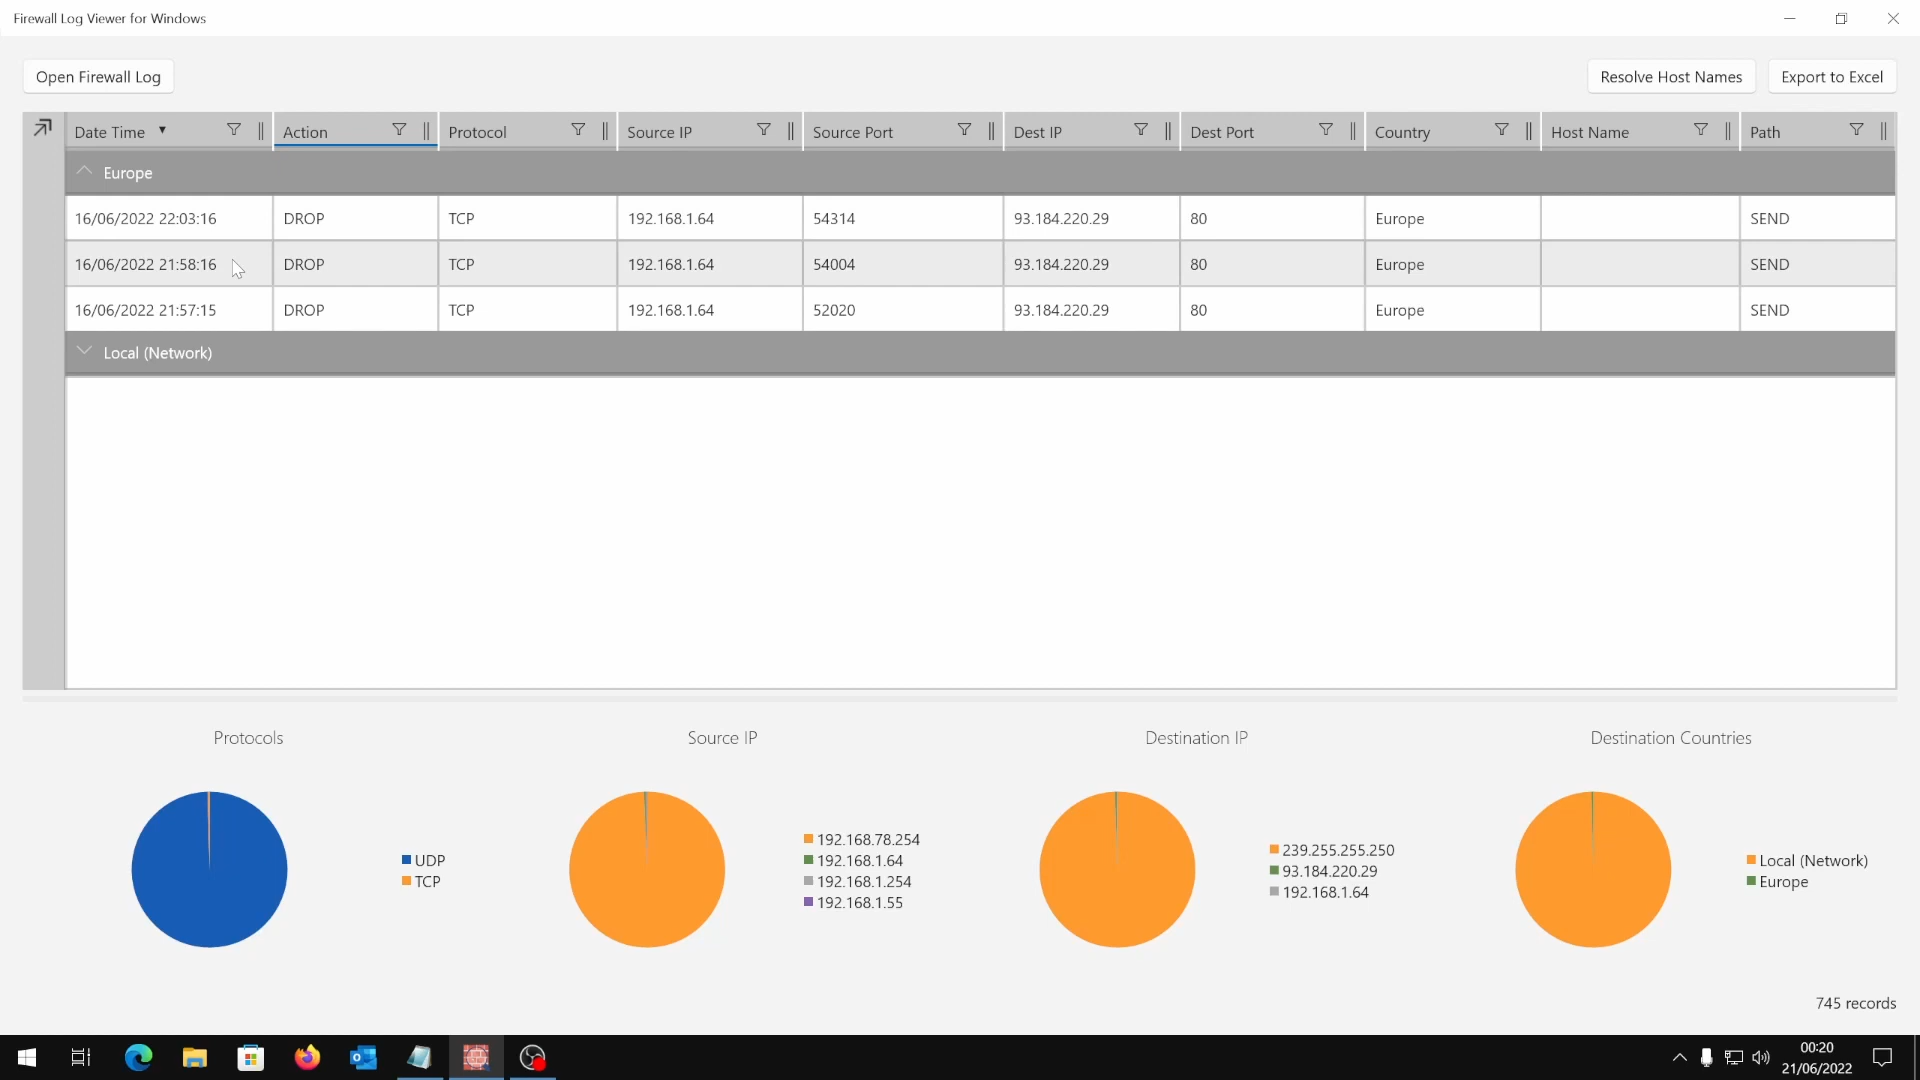 Firewall Log Viewer for Windows
Open Firewall Log
Resolve Host Names
Export to Excel
Date Time Action Protocol Source IP Source Port Dest IP Dest Port Country Host Name Path
Europe
16/06/2022 22:03:16 DROP TCP 192.168.1.64 54314 93.184.220.29 80 Europe SEND
16/06/2022 21:58:16 DROP TCP 192.168.1.64 54004 93.184.220.29 80 Europe SEND
16/06/2022 21:57:15 DROP TCP 192.168.1.64 52020 93.184.220.29 80 Europe SEND
Local (Network)
Protocols
UDP
TCP
Source IP
192.168.78.254
192.168.1.64
192.168.1.254
192.168.1.55
Destination IP
239.255.255.250
93.184.220.29
192.168.1.64
Destination Countries
Local (Network)
Europe
745 records
00:20
21/06/2022